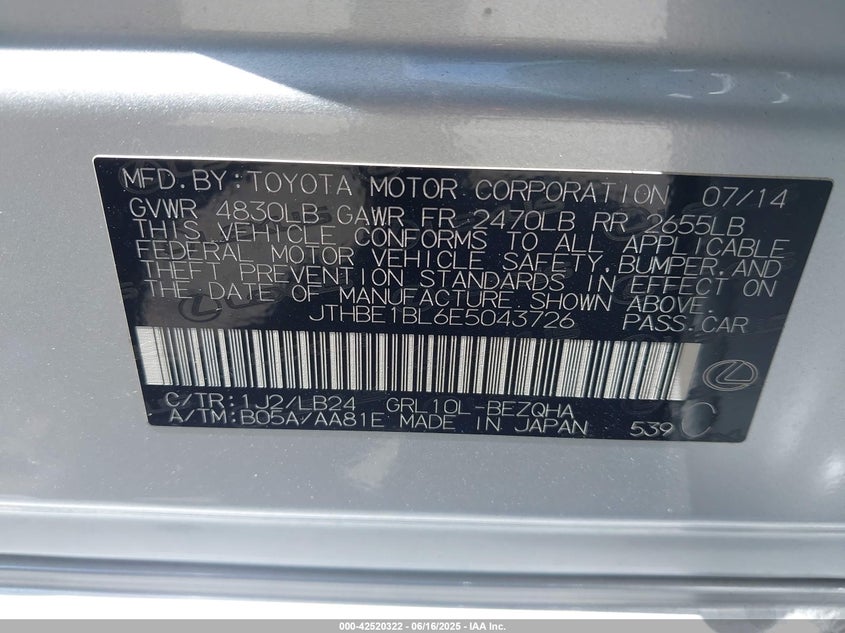 MFD.BY:TOYOTA MOTOR CORPORATION 07/14
GVWR 4830LB GAWR FR 2470LB RR 2655LB
THIS VEHICLE CONFORMS TO ALL APPLICABLE
FEDERAL MOTOR VEHICLE SAFETY,BUMPER,AND
THEFT PREVENTION STANDARDS IN EFFECT ON
THE DATE OF MANUFACTURE SHOWN ABOVE.
JTHBE1BL6E5043726 PASS.CAR
C/TR:1J2/LB24 GRL10L-BEZQHA
A/TM:B05A/AA81E MADE IN JAPAN 539 C
000-42520322 - 06/16/2025 - IAA Inc.